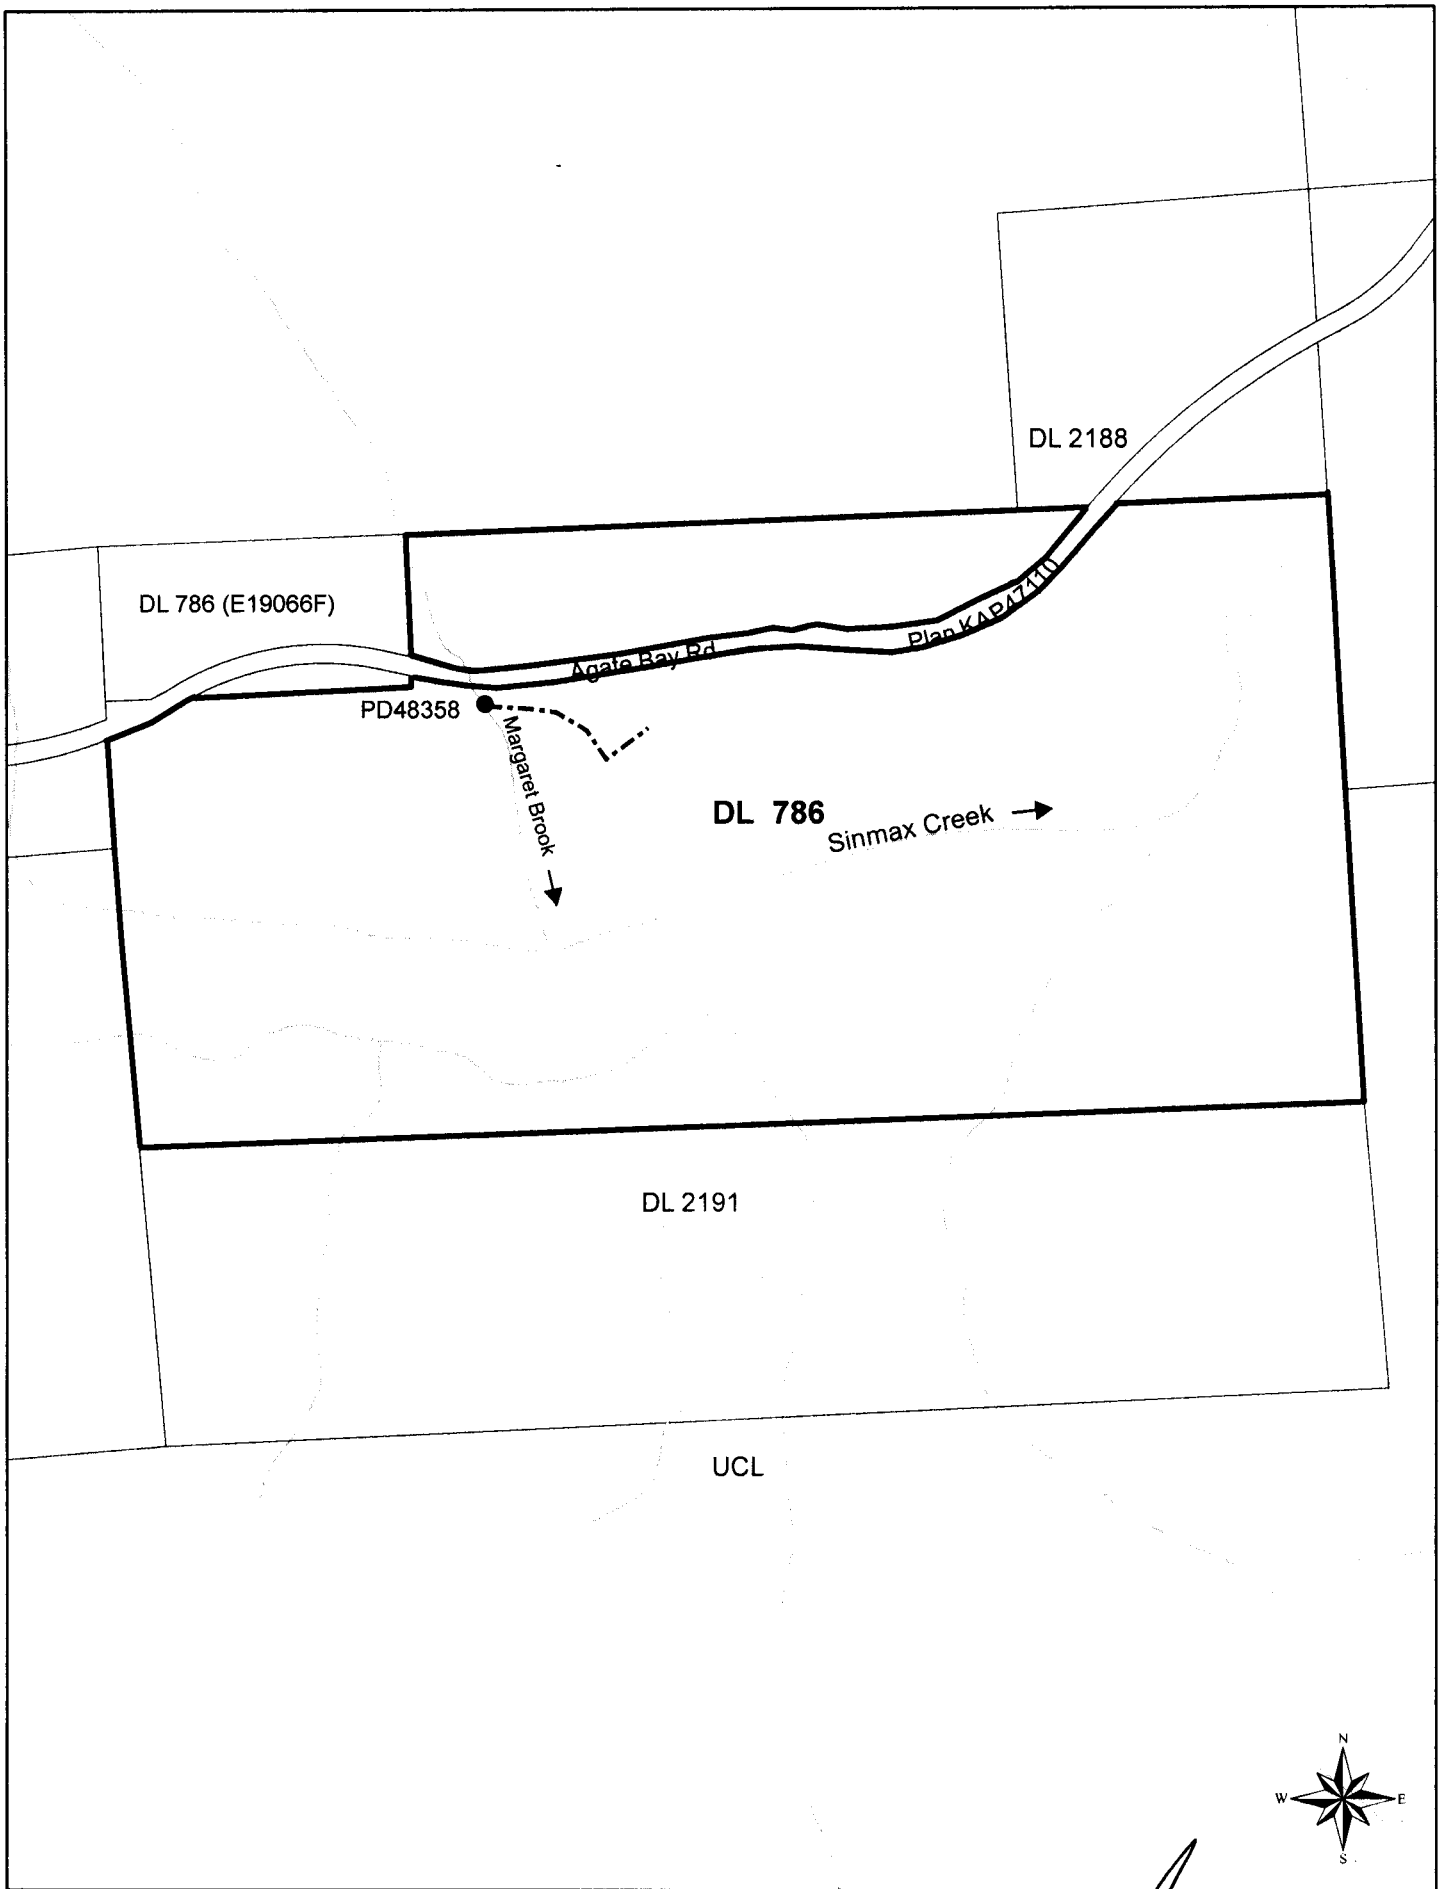 DL 2188
DL 786 (E19066F)
Plan KAP47110
Agate Bay Rd
PD48358
Margaret Brook
DL 786
Sinmax Creek
DL 2191
UCL
N
W
E
S